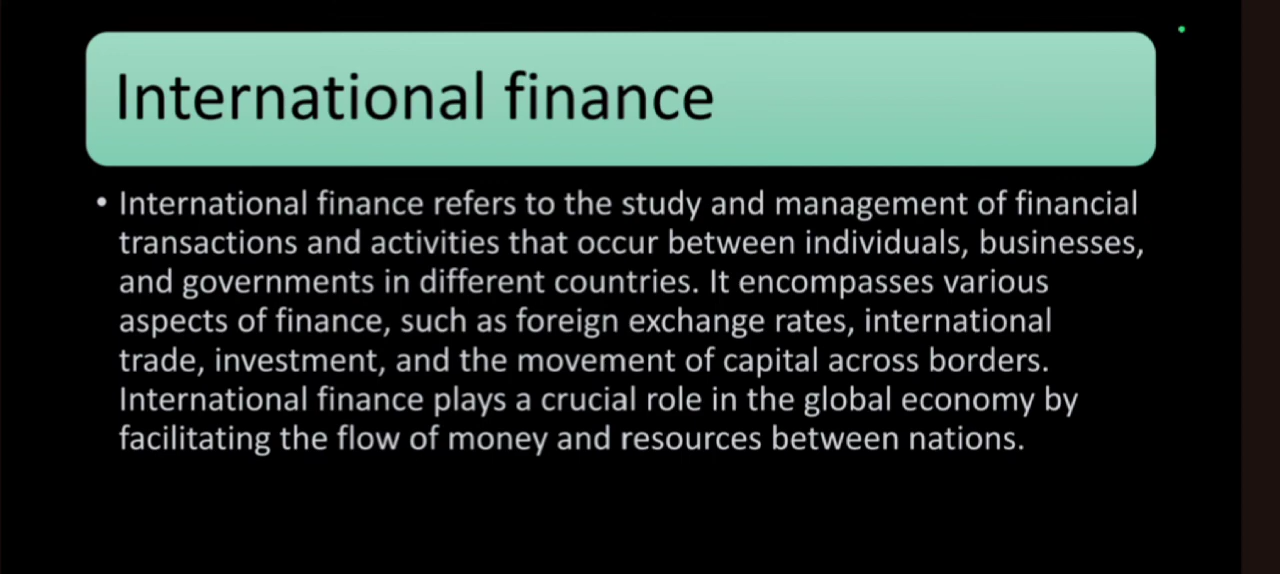 International finance
• International finance refers to the study and management of financial
transactions and activities that occur between individuals, businesses,
and governments in different countries. It encompasses various
aspects of finance, such as foreign exchange rates, international
trade, investment, and the movement of capital across borders.
International finance plays a crucial role in the global economy by
facilitating the flow of money and resources between nations.